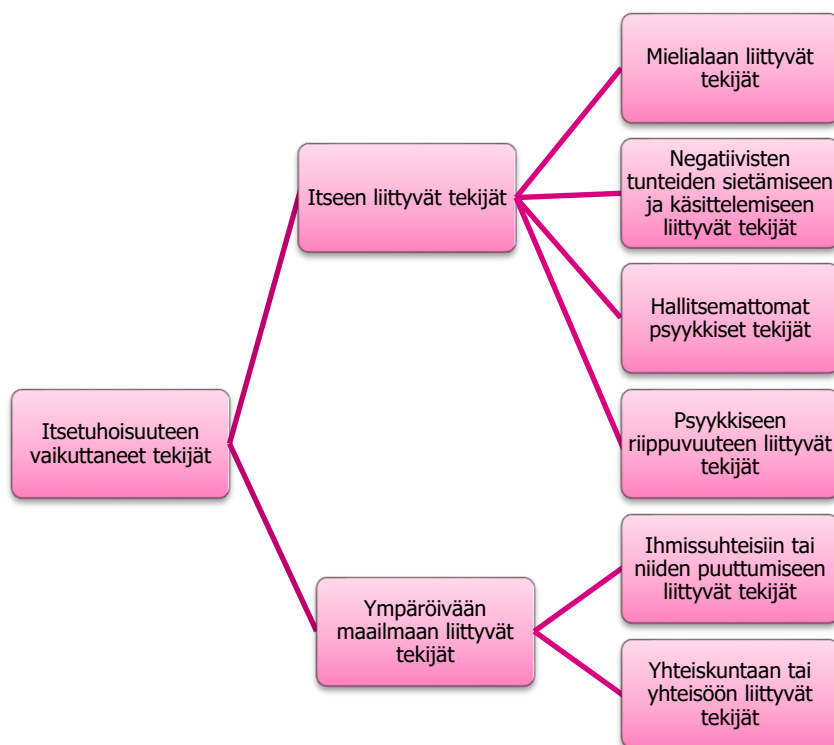 Mielialaan liittyvät
tekijät
Negatiivisten
tunteiden sietämiseen
ja käsittelemiseen
liittyvät tekijät
Itseen liittyvät tekijät
Hallitsemattomat
psyykkiset tekijät
Psyykkiseen
riippuvuuteen liittyvät
tekijät
Itsetuhoisuuteen
vaikuttaneet tekijät
Ihmissuhteisiin tai
niiden puuttumiseen
liittyvät tekijät
Ympäröivään
maailmaan liittyvät
tekijät
Yhteiskuntaan tai
yhteisöön liittyvät
tekijät